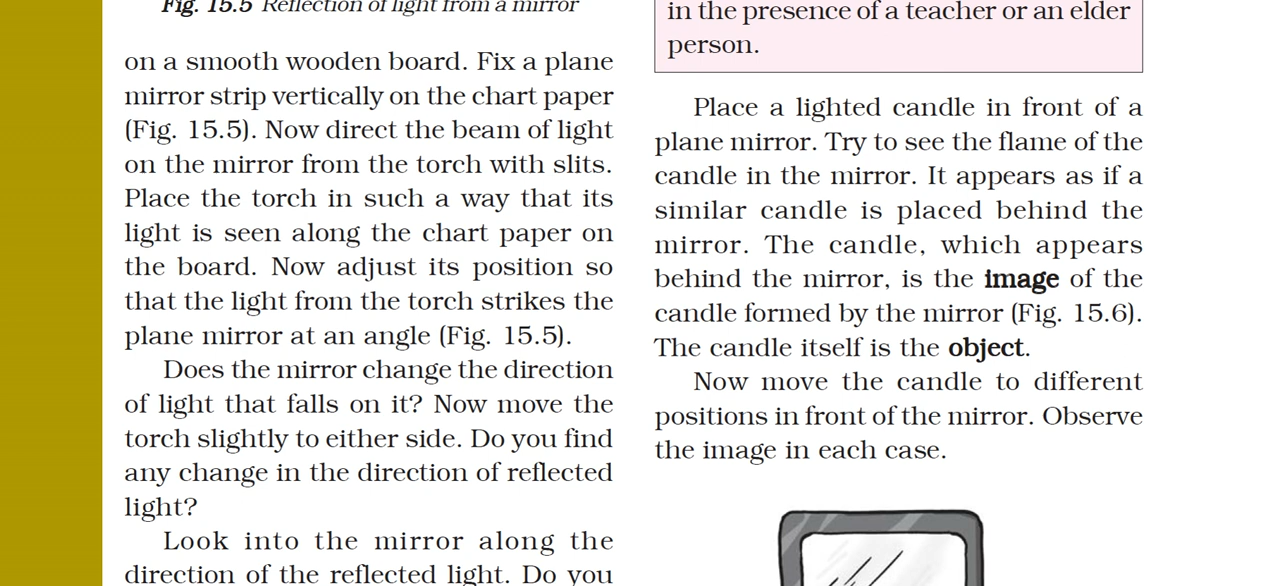 Fig. 15.5 Reflection of light from a mirror
on a smooth wooden board. Fix a plane
mirror strip vertically on the chart paper
(Fig. 15.5). Now direct the beam of light
on the mirror from the torch with slits.
Place the torch in such a way that its
light is seen along the chart paper on
the board. Now adjust its position so
that the light from the torch strikes the
plane mirror at an angle (Fig. 15.5).
Does the mirror change the direction
of light that falls on it? Now move the
torch slightly to either side. Do you find
any change in the direction of reflected
light?
Look into the mirror along the
direction of the reflected light. Do you
in the presence of a teacher or an elder
person.
Place a lighted candle in front of a
plane mirror. Try to see the flame of the
candle in the mirror. It appears as if a
similar candle is placed behind the
mirror. The candle, which appears
behind the mirror, is the image of the
candle formed by the mirror (Fig. 15.6).
The candle itself is the object.
Now move the candle to different
positions in front of the mirror. Observe
the image in each case.